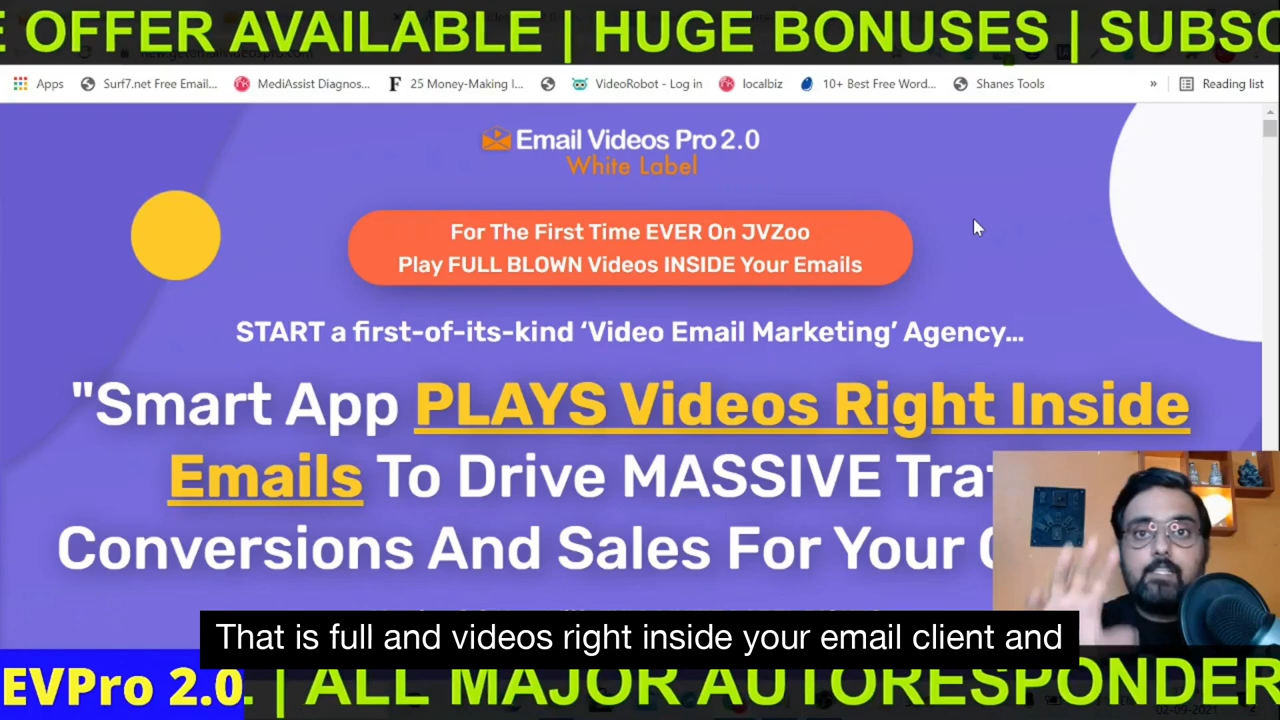 E OFFER AVAILABLE | HUGE BONUSES | SUBSC
Apps Surf7.net Free Email... MediAssist Diagnos... 25 Money-Making I... VideoRobot - Log in localbiz 10+ Best Free Word... Shanes Tools » Reading list
Email Videos Pro 2.0
White Label
For The First Time EVER On JVZoo
Play FULL BLOWN Videos INSIDE Your Emails
START a first-of-its-kind ‘Video Email Marketing’ Agency...
"Smart App PLAYS Videos Right Inside
Emails To Drive MASSIVE Traf
Conversions And Sales For Your
That is full and videos right inside your email client and
EVPro 2.0. | ALL MAJOR AUTORESPONDER